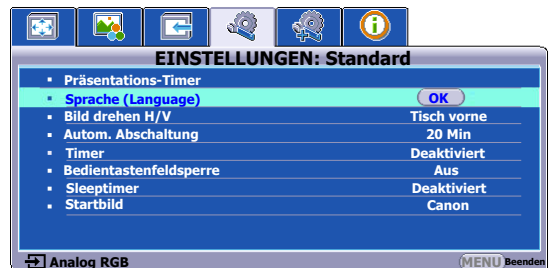 EINSTELLUNGEN: Standard
Präsentations-Timer
Sprache (Language) OK
Bild drehen H/V Tisch vorne
Autom. Abschaltung 20 Min
Timer Deaktiviert
Bedientastenfeldsperre Aus
Sleeptimer Deaktiviert
Startbild Canon
Analog RGB MENU Beenden